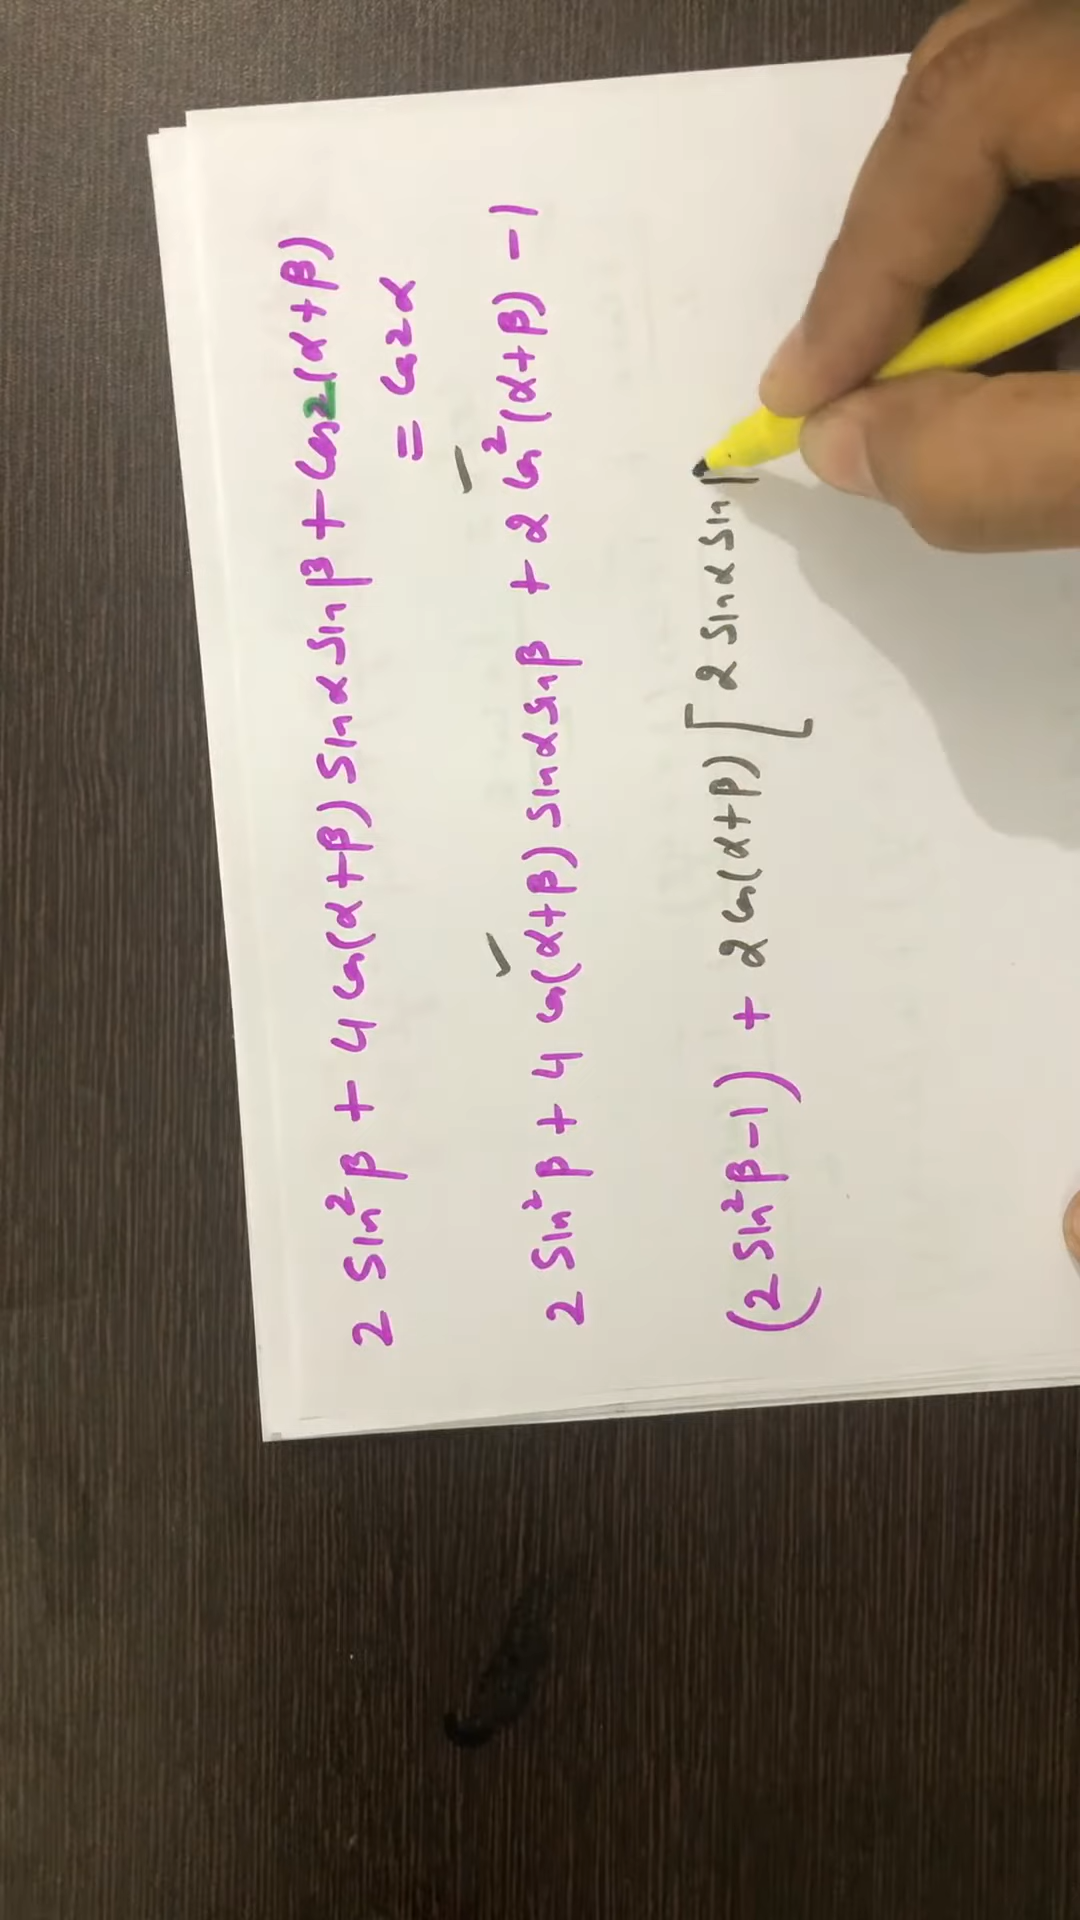 2 Sin²β + 4 cos(α+β) Sinα Sinβ + cos2(α+β)
= cos2α
2 Sin²β + 4 cos(α+β) Sinα Sinβ + 2 cos²(α+β) - 1
(2 Sin²β - 1) + 2 cos(α+β) [ 2 Sinα Sin